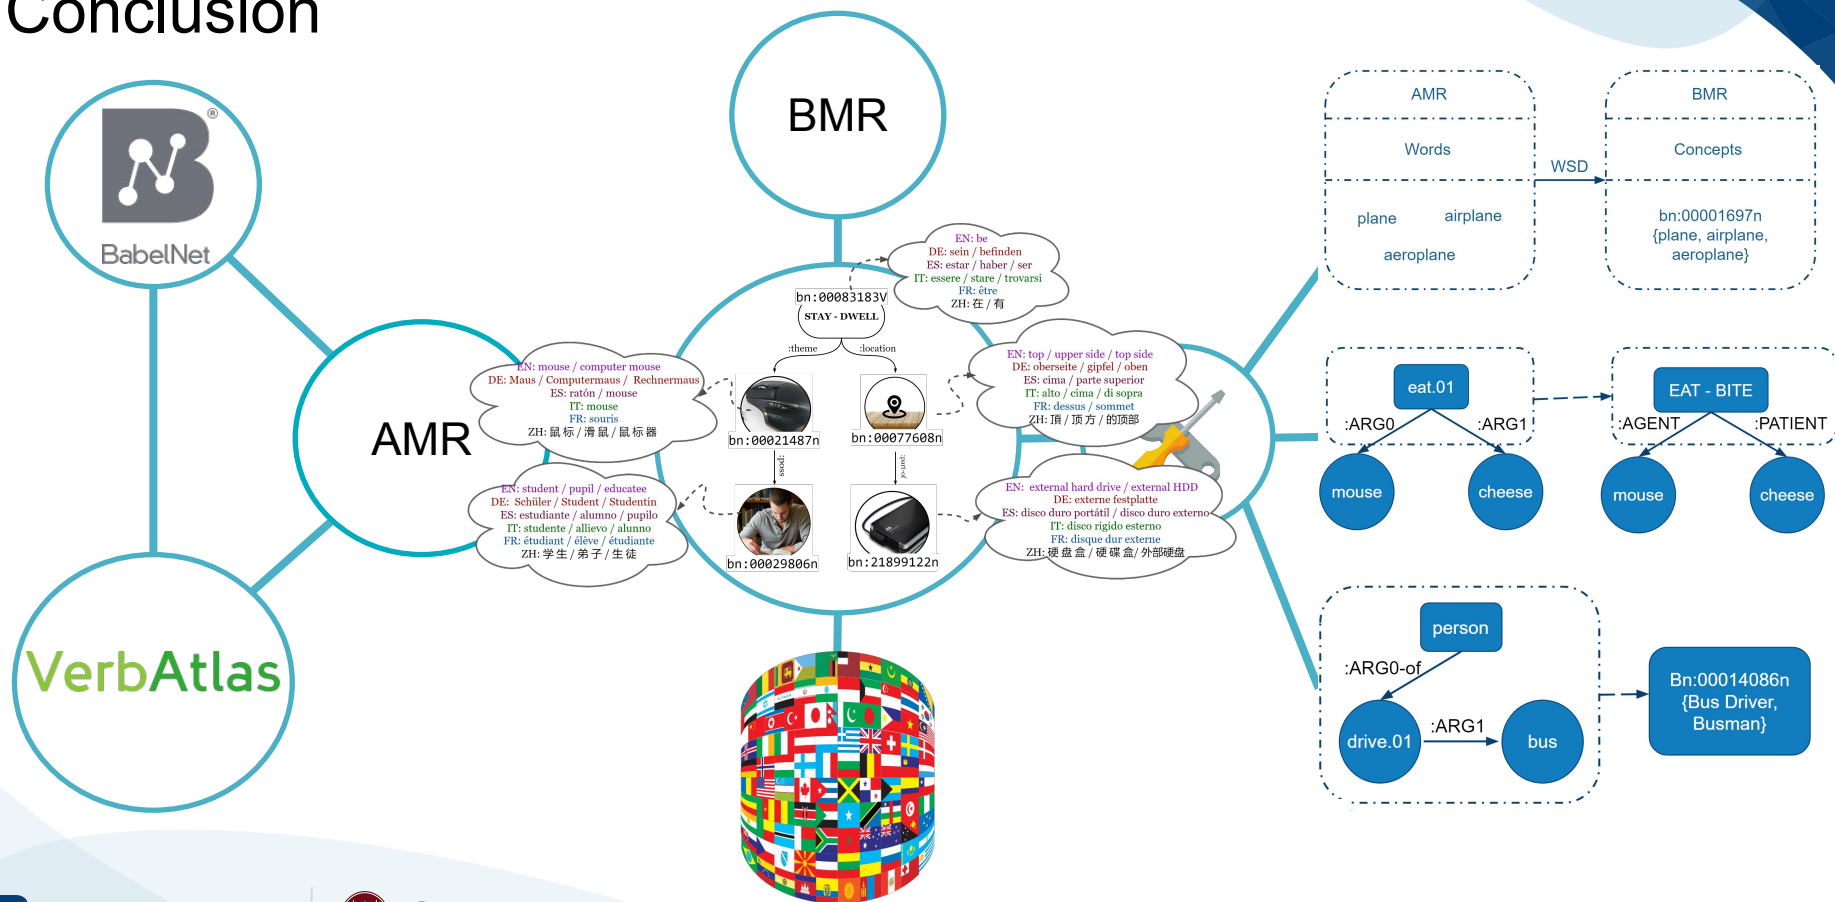 Conclusion
BabelNet
®
VerbAtlas
AMR
BMR
EN: be
DE: sein / befinden
ES: estar / haber / ser
IT: essere / stare / trovarsi
FR: être
ZH: 在 / 有
bn:00083183V
STAY - DWELL
:theme
:location
EN: mouse / computer mouse
DE: Maus / Computermaus / Rechnermaus
ES: ratón / mouse
IT: mouse
FR: souris
ZH: 鼠标 / 滑鼠 / 鼠标器
bn:00021487n
bn:00077608n
EN: top / upper side / top side
DE: oberseite / gipfel / oben
ES: cima / parte superior
IT: alto / cima / di sopra
FR: dessus / sommet
ZH: 頂 / 顶方 / 的顶部
:poss
:part-of
EN: student / pupil / educatee
DE: Schüler / Student / Studentin
ES: estudiante / alumno / pupilo
IT: studente / allievo / alunno
FR: étudiant / élève / étudiante
ZH: 学生 / 弟子 / 生徒
bn:00029806n
bn:21899122n
EN: external hard drive / external HDD
DE: externe festplatte
ES: disco duro portátil / disco duro externo
IT: disco rigido esterno
FR: disque dur externe
ZH: 硬盘盒 / 硬碟盒 / 外部硬盘
AMR
Words
plane
airplane
aeroplane
WSD
BMR
Concepts
bn:00001697n
{plane, airplane,
aeroplane}
eat.01
:ARG0
:ARG1
mouse
cheese
EAT - BITE
:AGENT
:PATIENT
mouse
cheese
person
:ARG0-of
drive.01
:ARG1
bus
Bn:00014086n
{Bus Driver,
Busman}